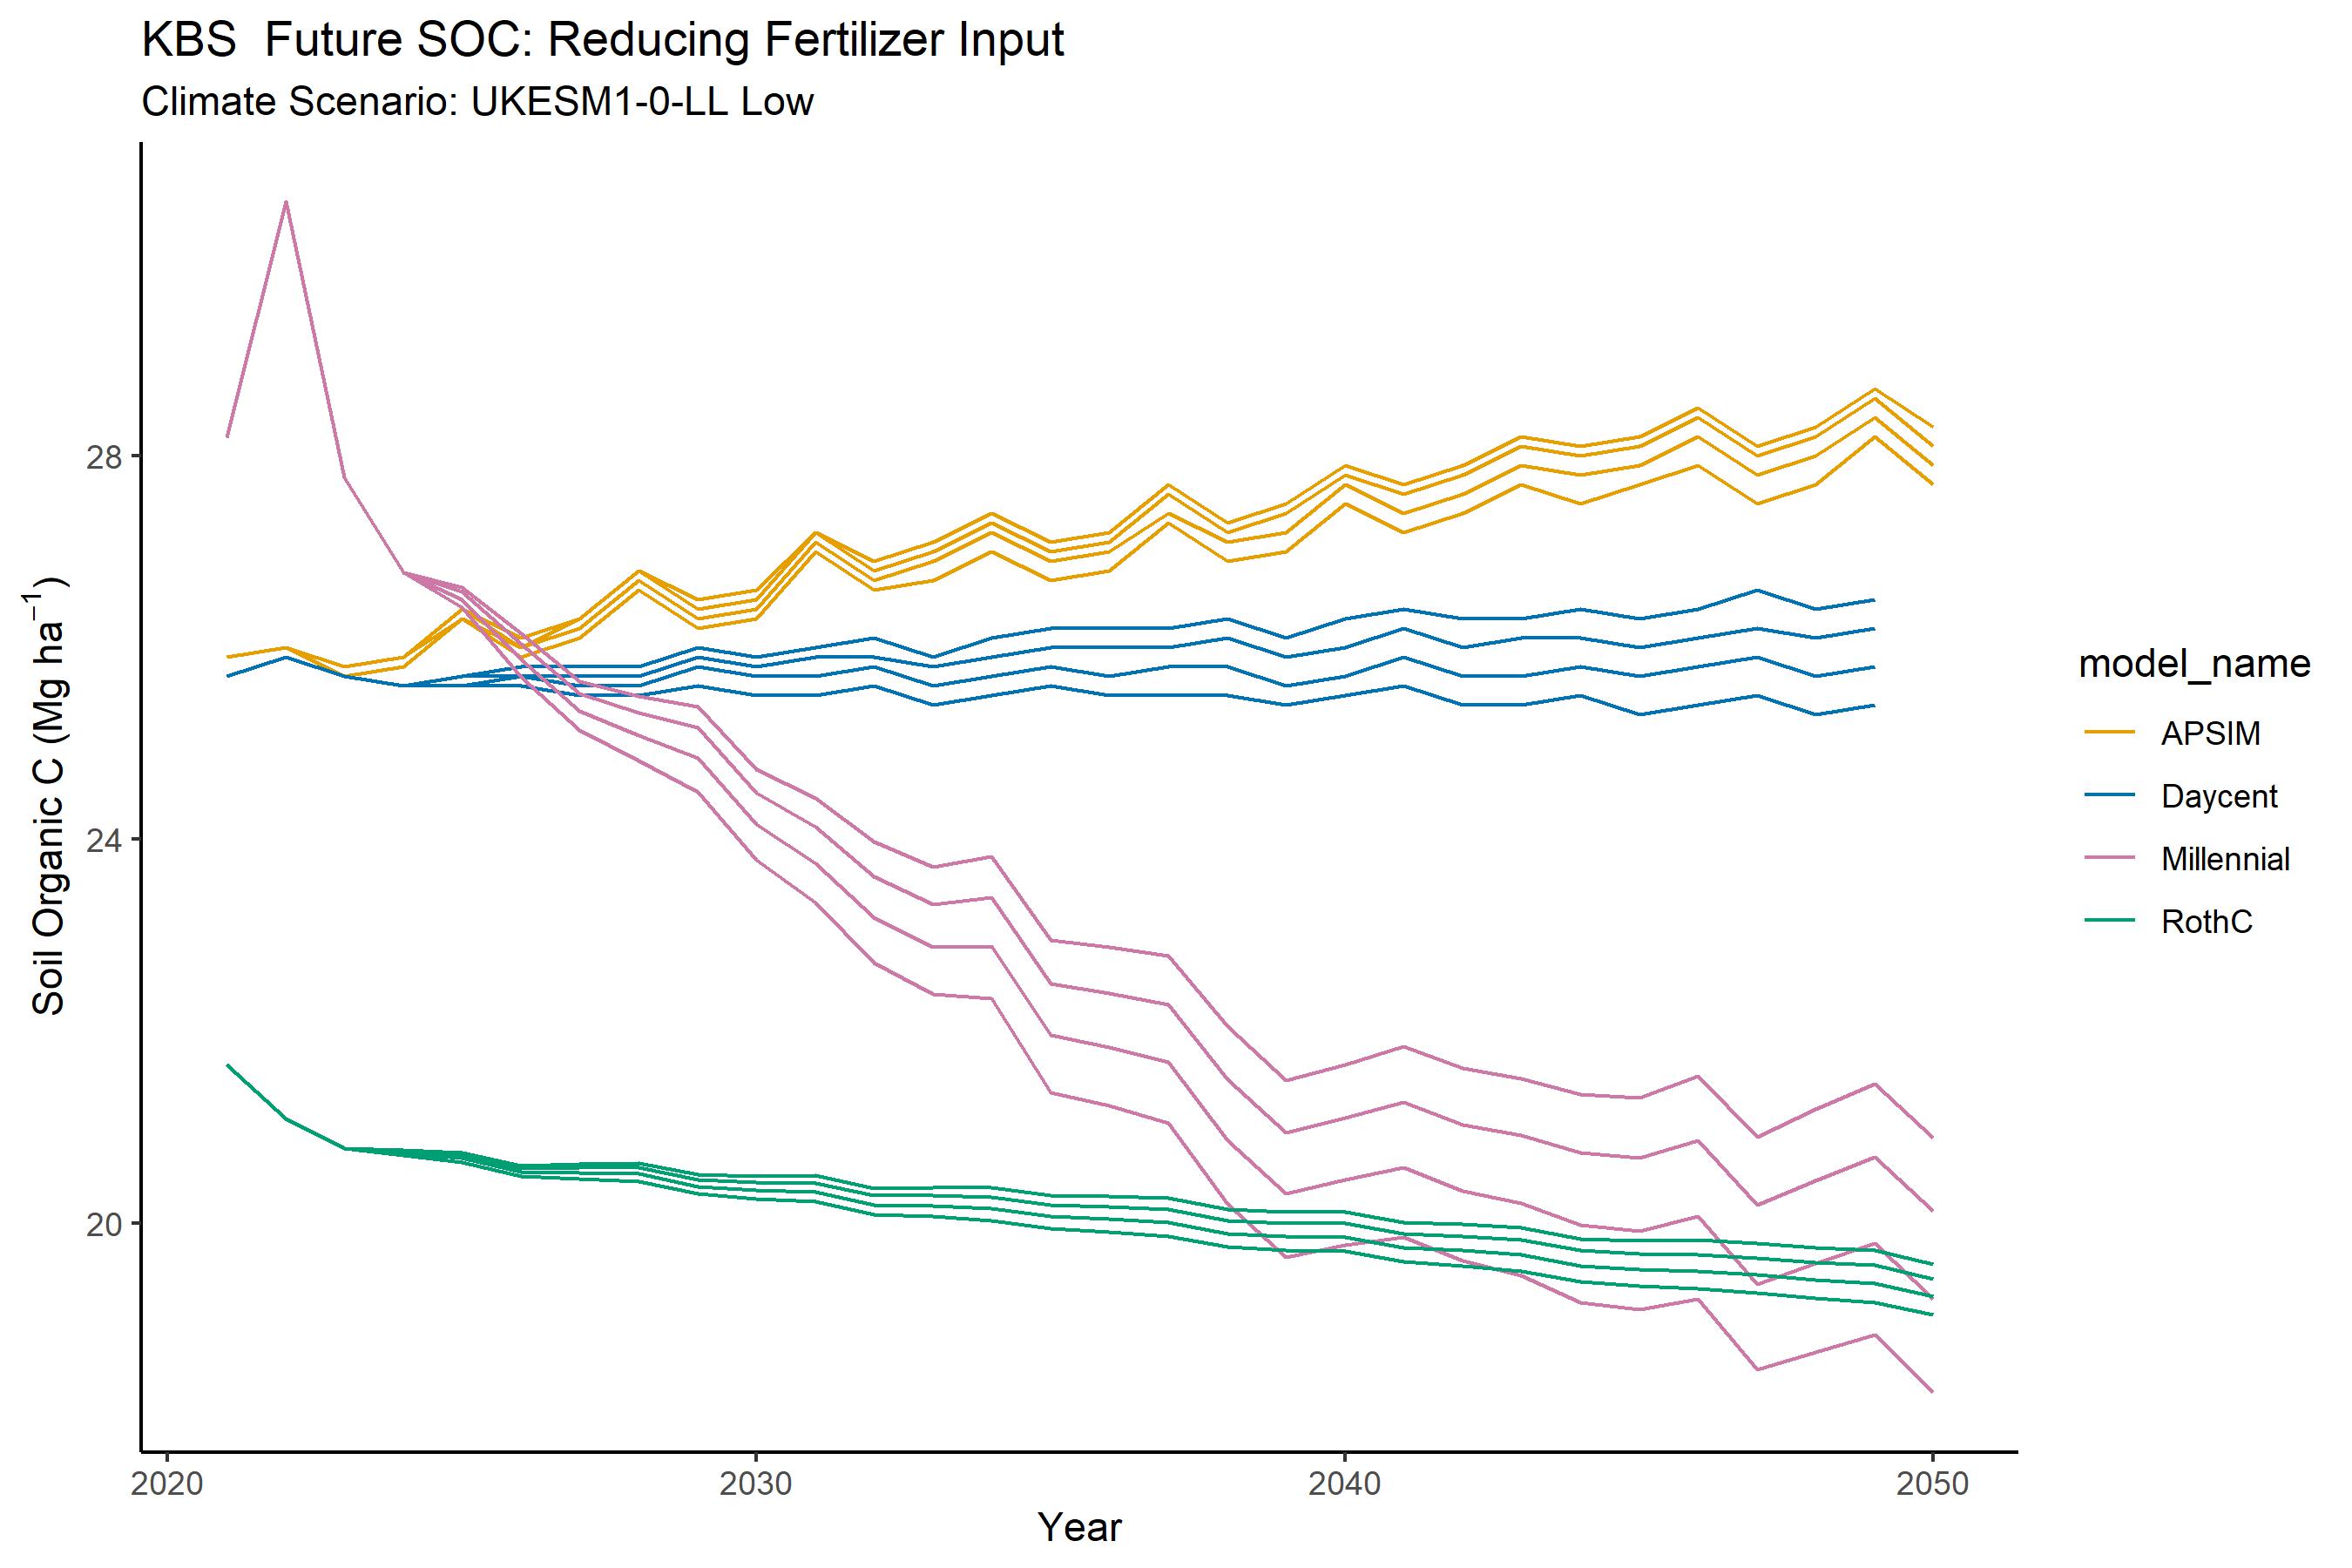 KBS  Future SOC: Reducing Fertilizer Input
Climate Scenario: UKESM1-0-LL Low
Soil Organic C (Mg ha⁻¹)
28
24
20
2020
2030
2040
2050
Year
model_name
APSIM
Daycent
Millennial
RothC